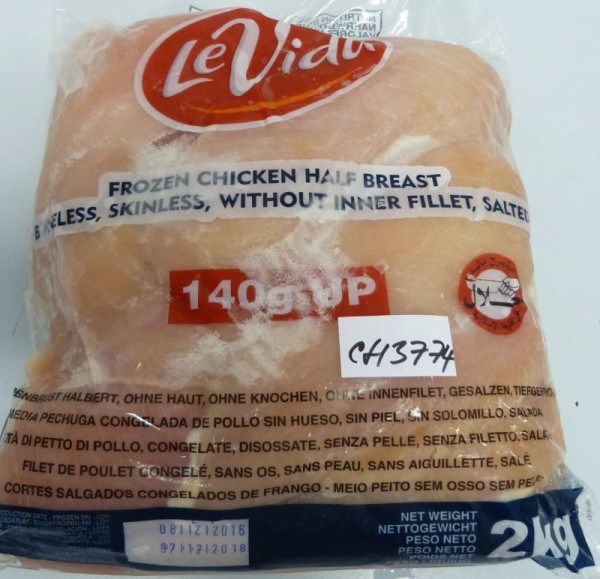 LeVida
FROZEN CHICKEN HALF BREAST
BONELESS, SKINLESS, WITHOUT INNER FILLET, SALTED
140g UP
حلال
CH3774
HALBIERT, OHNE HAUT, OHNE KNOCHEN, OHNE INNENFILET, GESALZEN,
MEDIA PECHUGA CONGELADA DE POLLO SIN HUESO, SIN PIEL, SIN SOLOMILLO, SALADA
DI PETTO DI POLLO, CONGELATE, DISOSSATE, SENZA PELLE, SENZA FILETTO,
FILET DE POULET CONGELÉ, SANS OS, SANS PEAU, SANS AIGUILLETTE, SALÉ
CORTES SALGADOS CONGELADOS DE FRANGO - MEIO PEITO SEM OSSO SEM
08/12/2016
07/12/2018
NET WEIGHT
NETTOGEWICHT
PESO NETO
PESO NETTO
POIDS NET
2kg